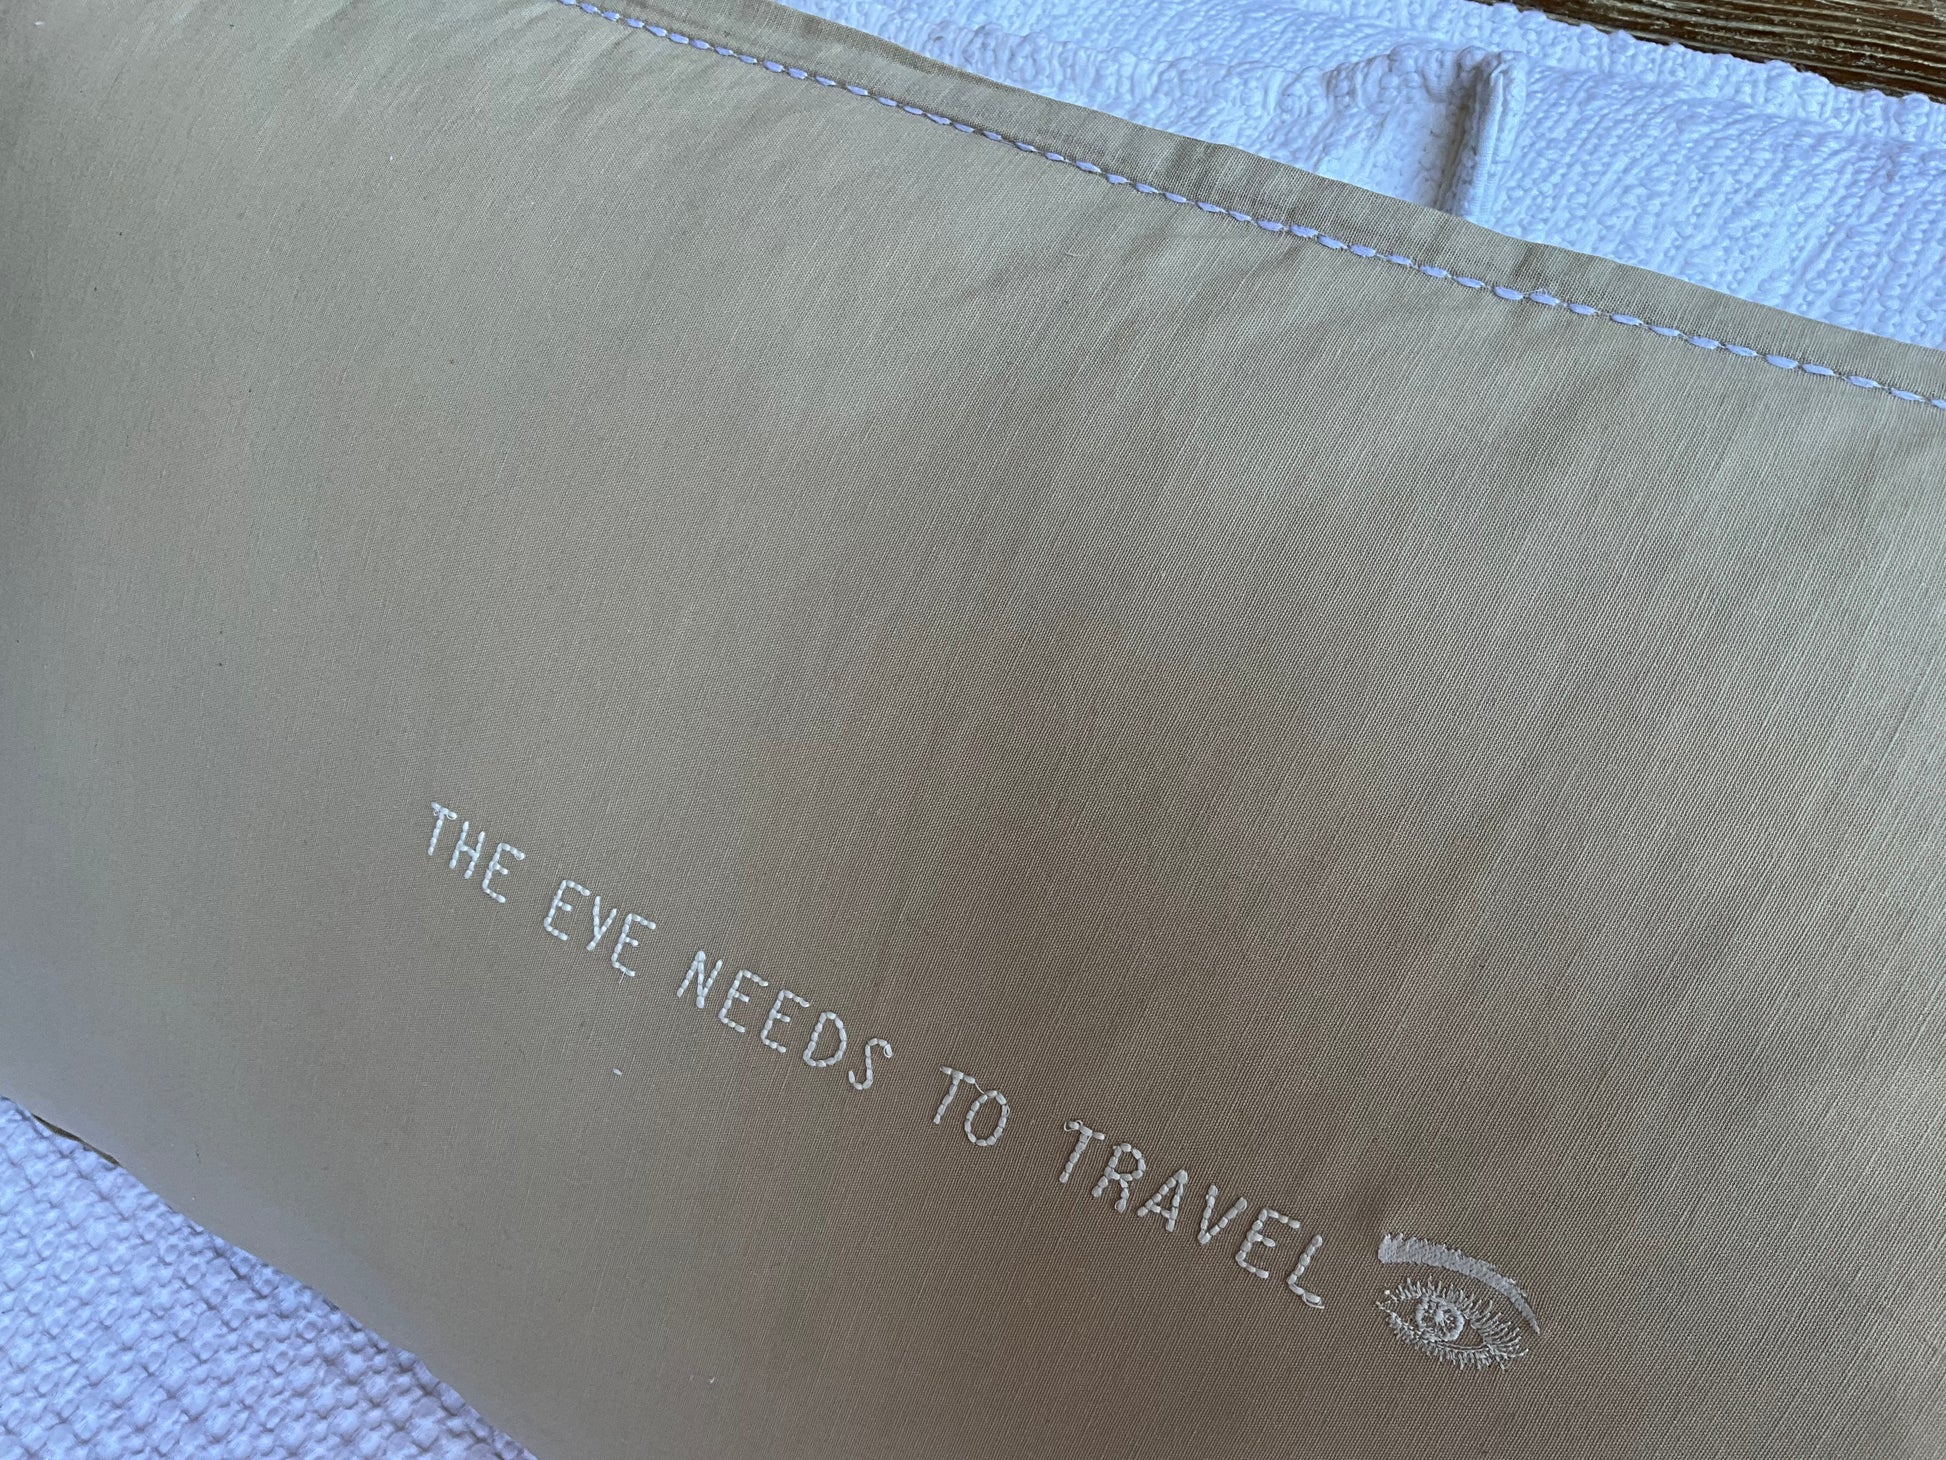 THE EYE NEEDS TO TRAVEL